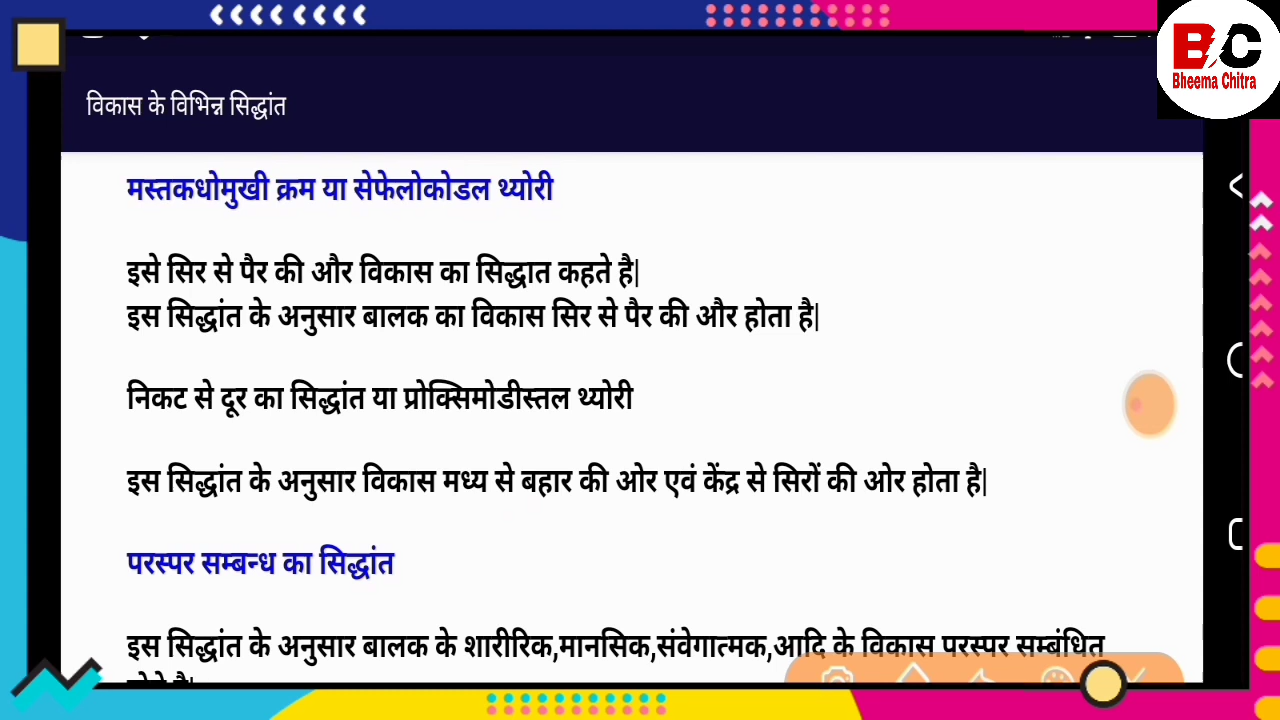 BC
Bheema Chitra
विकास के विभिन्न सिद्धांत
मस्तकधोमुखी क्रम या सेफेलोकोडल थ्योरी
इसे सिर से पैर की और विकास का सिद्धात कहते है|
इस सिद्धांत के अनुसार बालक का विकास सिर से पैर की और होता है|
निकट से दूर का सिद्धांत या प्रोक्सिमोडीस्तल थ्योरी
इस सिद्धांत के अनुसार विकास मध्य से बहार की ओर एवं केंद्र से सिरों की ओर होता है|
परस्पर सम्बन्ध का सिद्धांत
इस सिद्धांत के अनुसार बालक के शारीरिक,मानसिक,संवेगात्मक,आदि के विकास परस्पर सम्बंधित